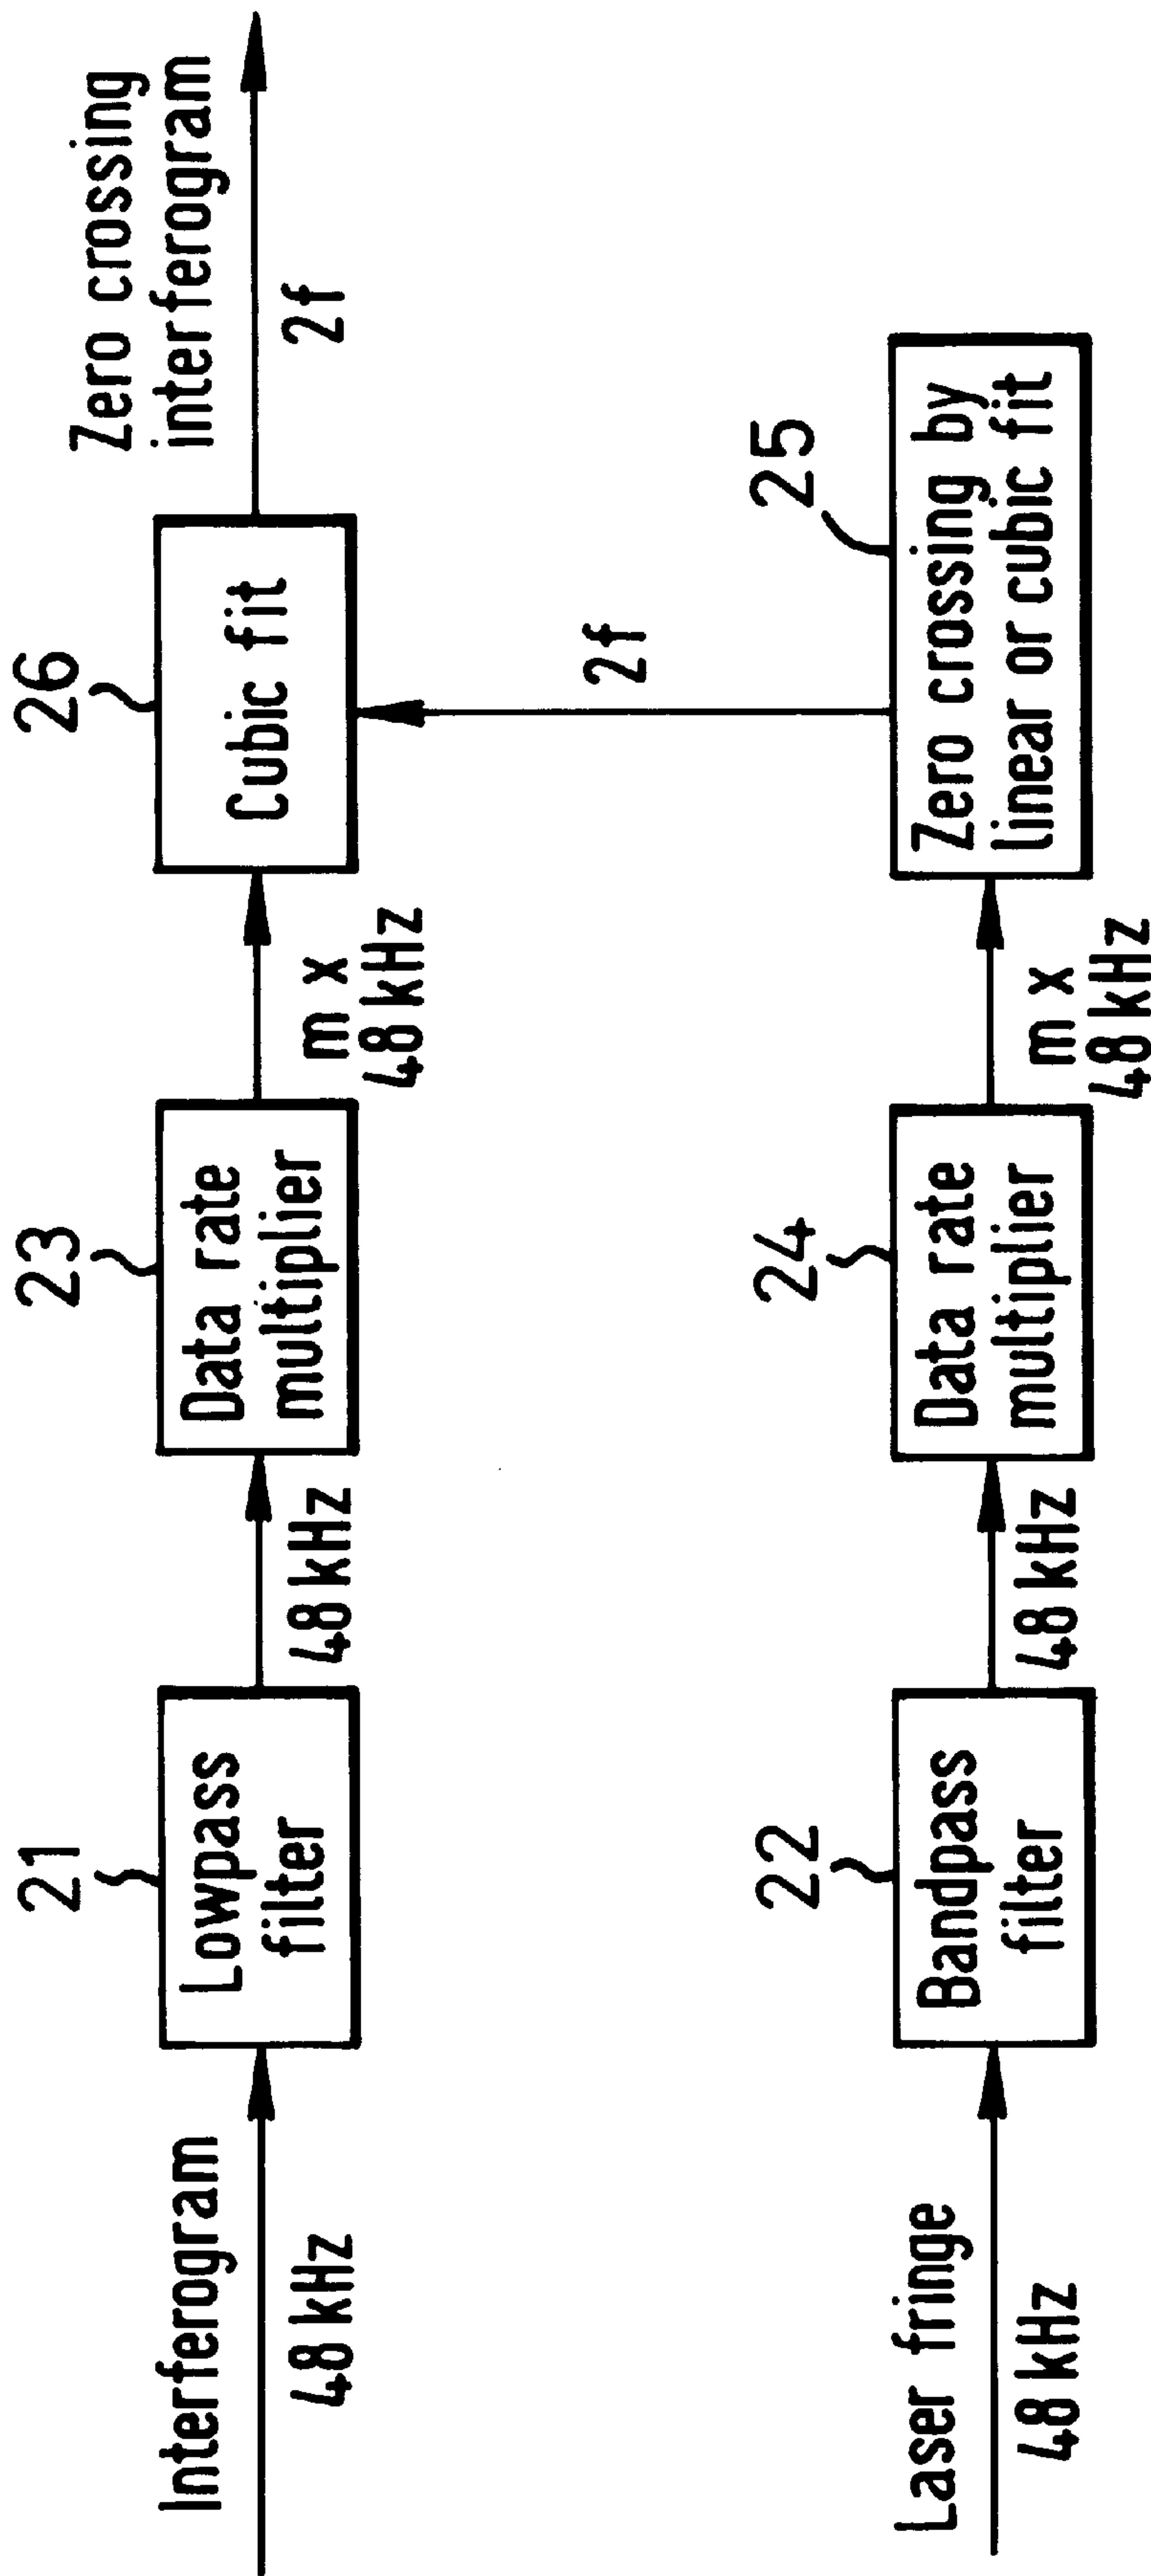 Interferogram
48 kHz
21
Lowpass
filter
48 kHz
23
Data rate
multiplier
m x
48 kHz
26
Cubic fit
Zero crossing
interferogram
2f
2f
Laser fringe
48 kHz
22
Bandpass
filter
48 kHz
24
Data rate
multiplier
m x
48 kHz
25
Zero crossing by
linear or cubic fit